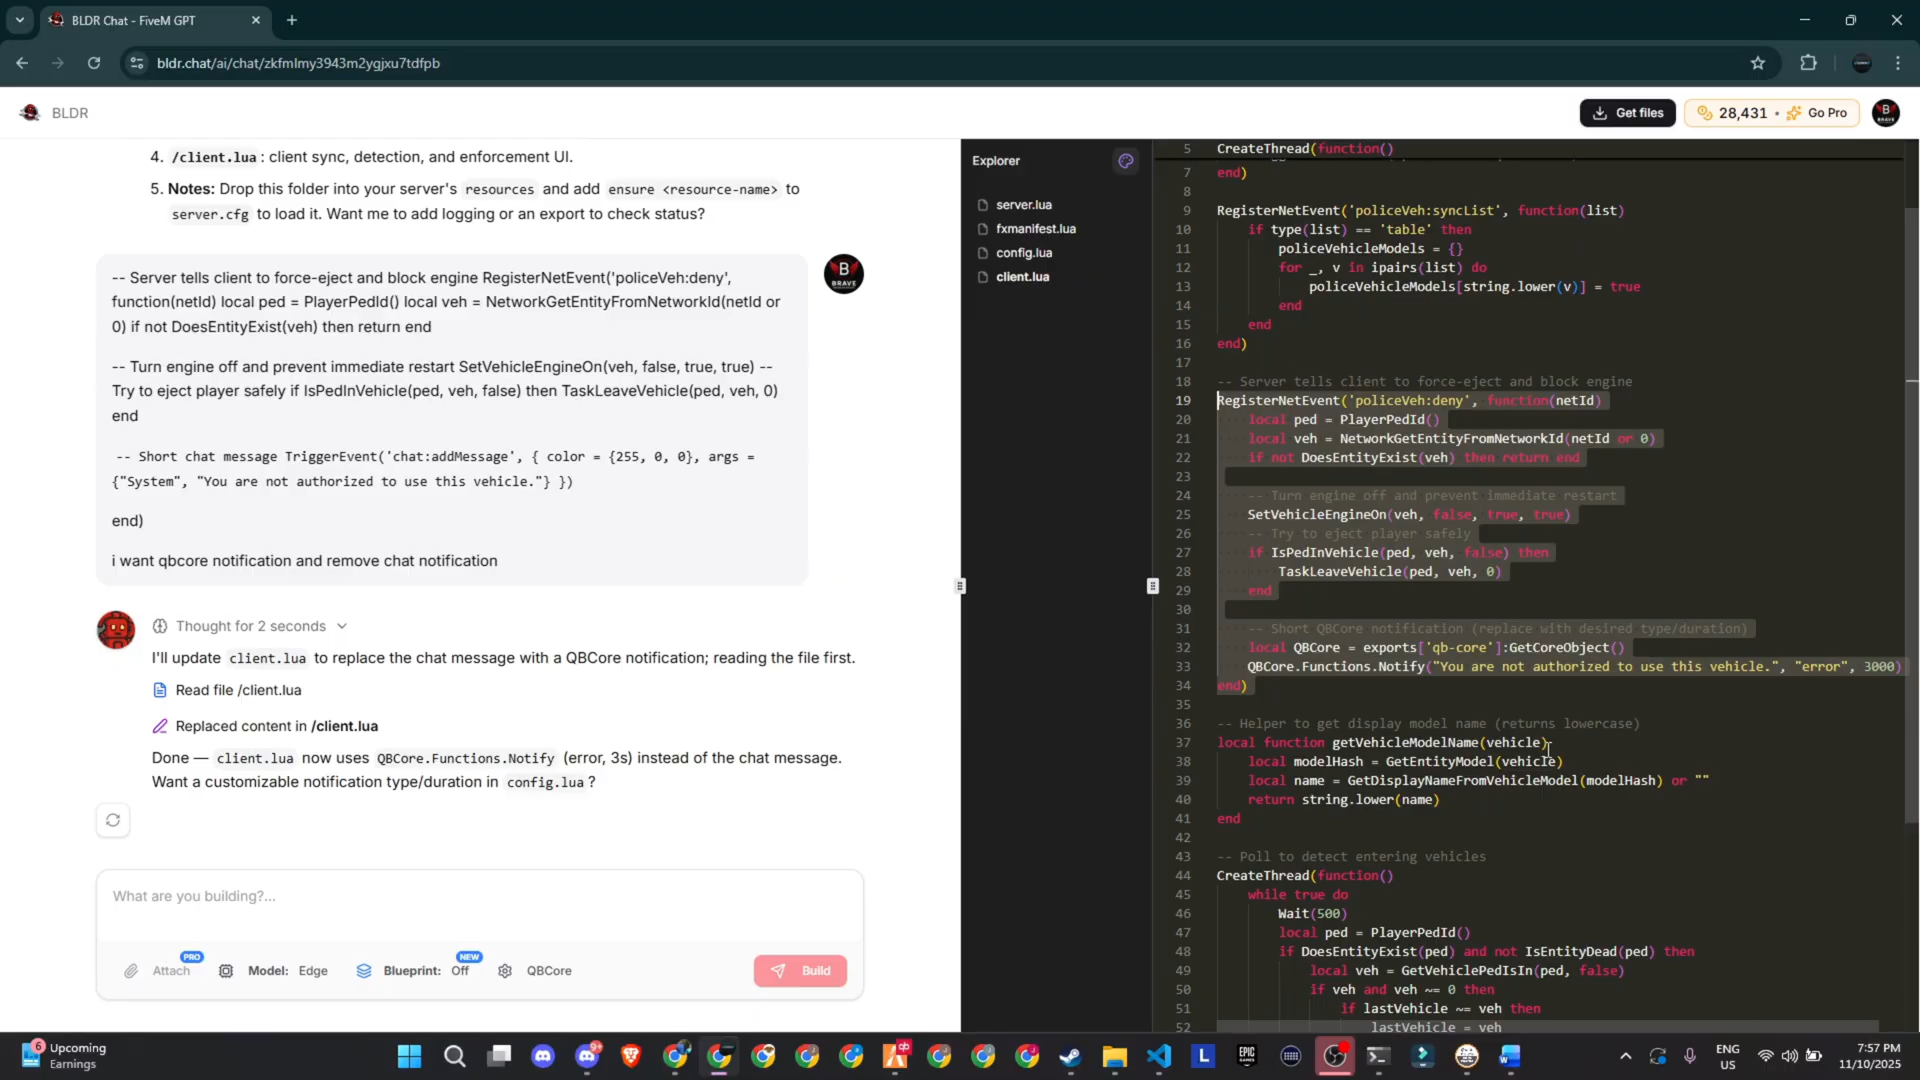 BLDR Chat - FiveM GPT
bldr.chat/ai/chat/zkfmlmy3943m2ygjxu7tdfpb
BLDR
Get files
28,431 • Go Pro
4. /client.lua : client sync, detection, and enforcement UI.
5. Notes: Drop this folder into your server's resources and add ensure <resource-name> to
server.cfg to load it. Want me to add logging or an export to check status?
-- Server tells client to force-eject and block engine RegisterNetEvent('policeVeh:deny',
function(netId) local ped = PlayerPedId() local veh = NetworkGetEntityFromNetworkId(netId or
0) if not DoesEntityExist(veh) then return end
-- Turn engine off and prevent immediate restart SetVehicleEngineOn(veh, false, true, true) --
Try to eject player safely if IsPedInVehicle(ped, veh, false) then TaskLeaveVehicle(ped, veh, 0)
end
-- Short chat message TriggerEvent('chat:addMessage', { color = {255, 0, 0}, args =
{"System", "You are not authorized to use this vehicle."} })
end)
i want qbcore notification and remove chat notification
B
BRAVE
Thought for 2 seconds
I'll update client.lua to replace the chat message with a QBCore notification; reading the file first.
Read file /client.lua
Replaced content in /client.lua
Done — client.lua now uses QBCore.Functions.Notify (error, 3s) instead of the chat message.
Want a customizable notification type/duration in config.lua ?
What are you building?...
Attach PRO
Model: Edge
Blueprint: Off NEW
QBCore
Build
Explorer
server.lua
fxmanifest.lua
config.lua
client.lua
5 CreateThread(function()
7 end)
8
9 RegisterNetEvent('policeVeh:syncList', function(list)
10 if type(list) == 'table' then
11 policeVehicleModels = {}
12 for _, v in ipairs(list) do
13 policeVehicleModels[string.lower(v)] = true
14 end
15 end
16 end)
17
18 -- Server tells client to force-eject and block engine
19 RegisterNetEvent('policeVeh:deny', function(netId)
20 local ped = PlayerPedId()
21 local veh = NetworkGetEntityFromNetworkId(netId or 0)
22 if not DoesEntityExist(veh) then return end
23
24 -- Turn engine off and prevent immediate restart
25 SetVehicleEngineOn(veh, false, true, true)
26 -- Try to eject player safely
27 if IsPedInVehicle(ped, veh, false) then
28 TaskLeaveVehicle(ped, veh, 0)
29 end
30
31 -- Short QBCore notification (replace with desired type/duration)
32 local QBCore = exports['qb-core']:GetCoreObject()
33 QBCore.Functions.Notify("You are not authorized to use this vehicle.", "error", 3000)
34 end)
35
36 -- Helper to get display model name (returns lowercase)
37 local function getVehicleModelName(vehicle)
38 local modelHash = GetEntityModel(vehicle)
39 local name = GetDisplayNameFromVehicleModel(modelHash) or ""
40 return string.lower(name)
41 end
42
43 -- Poll to detect entering vehicles
44 CreateThread(function()
45 while true do
46 Wait(500)
47 local ped = PlayerPedId()
48 if DoesEntityExist(ped) and not IsEntityDead(ped) then
49 local veh = GetVehiclePedIsIn(ped, false)
50 if veh and veh ~= 0 then
51 if lastVehicle ~= veh then
52 lastVehicle = veh
6
Upcoming
Earnings
ENG
US
7:57 PM
11/10/2025